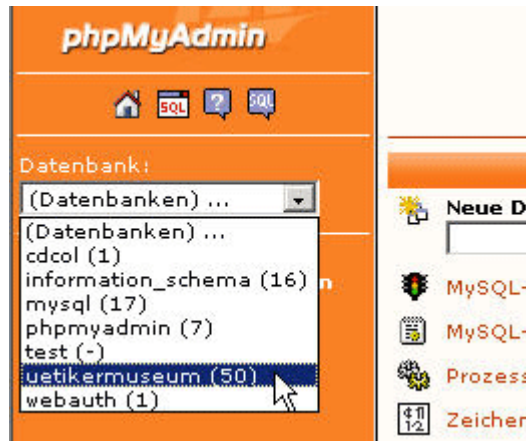 phpMyAdmin
SQL ? SQL
Datenbank:
(Datenbanken) ...
(Datenbanken) ...
cdcol (1)
information_schema (16)
mysql (17)
phpmyadmin (7)
test (-)
uetikermuseum (50)
webauth (1)
n
Neue D
MySQL-
MySQL-
Prozess
Zeichen